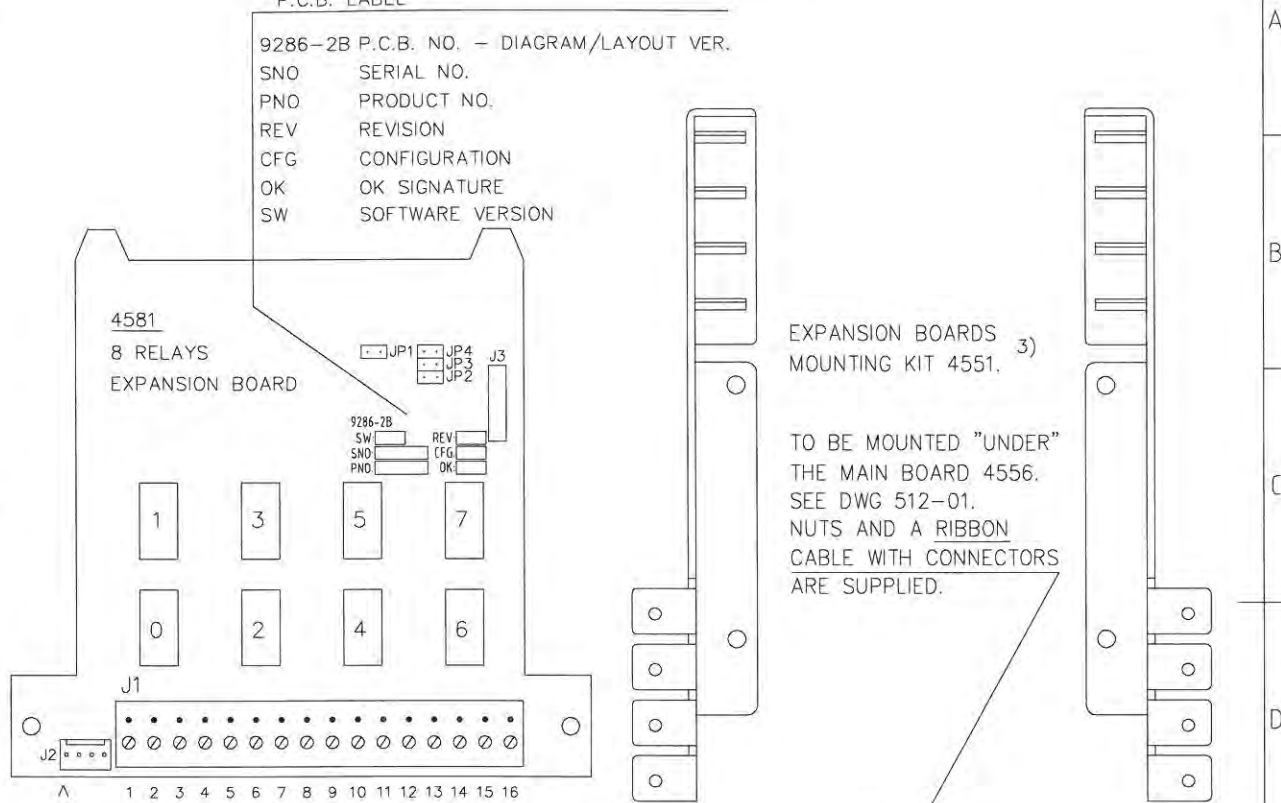 P.C.B. LABEL
9286-2B P.C.B. NO. - DIAGRAM/LAYOUT VER.
SNO SERIAL NO.
PNO PRODUCT NO.
REV REVISION
CFG CONFIGURATION
OK OK SIGNATURE
SW SOFTWARE VERSION
4581
8 RELAYS
EXPANSION BOARD
JP1
JP4
JP3
JP2
J3
9286-2B
SW:
REV:
SNO:
CFG:
PNO:
OK:
1 3 5 7
0 2 4 6
J1
J2
1 2 3 4 5 6 7 8 9 10 11 12 13 14 15 16
EXPANSION BOARDS 3)
MOUNTING KIT 4551.
TO BE MOUNTED "UNDER"
THE MAIN BOARD 4556.
SEE DWG 512-01.
NUTS AND A RIBBON
CABLE WITH CONNECTORS
ARE SUPPLIED.
A
B
C
D